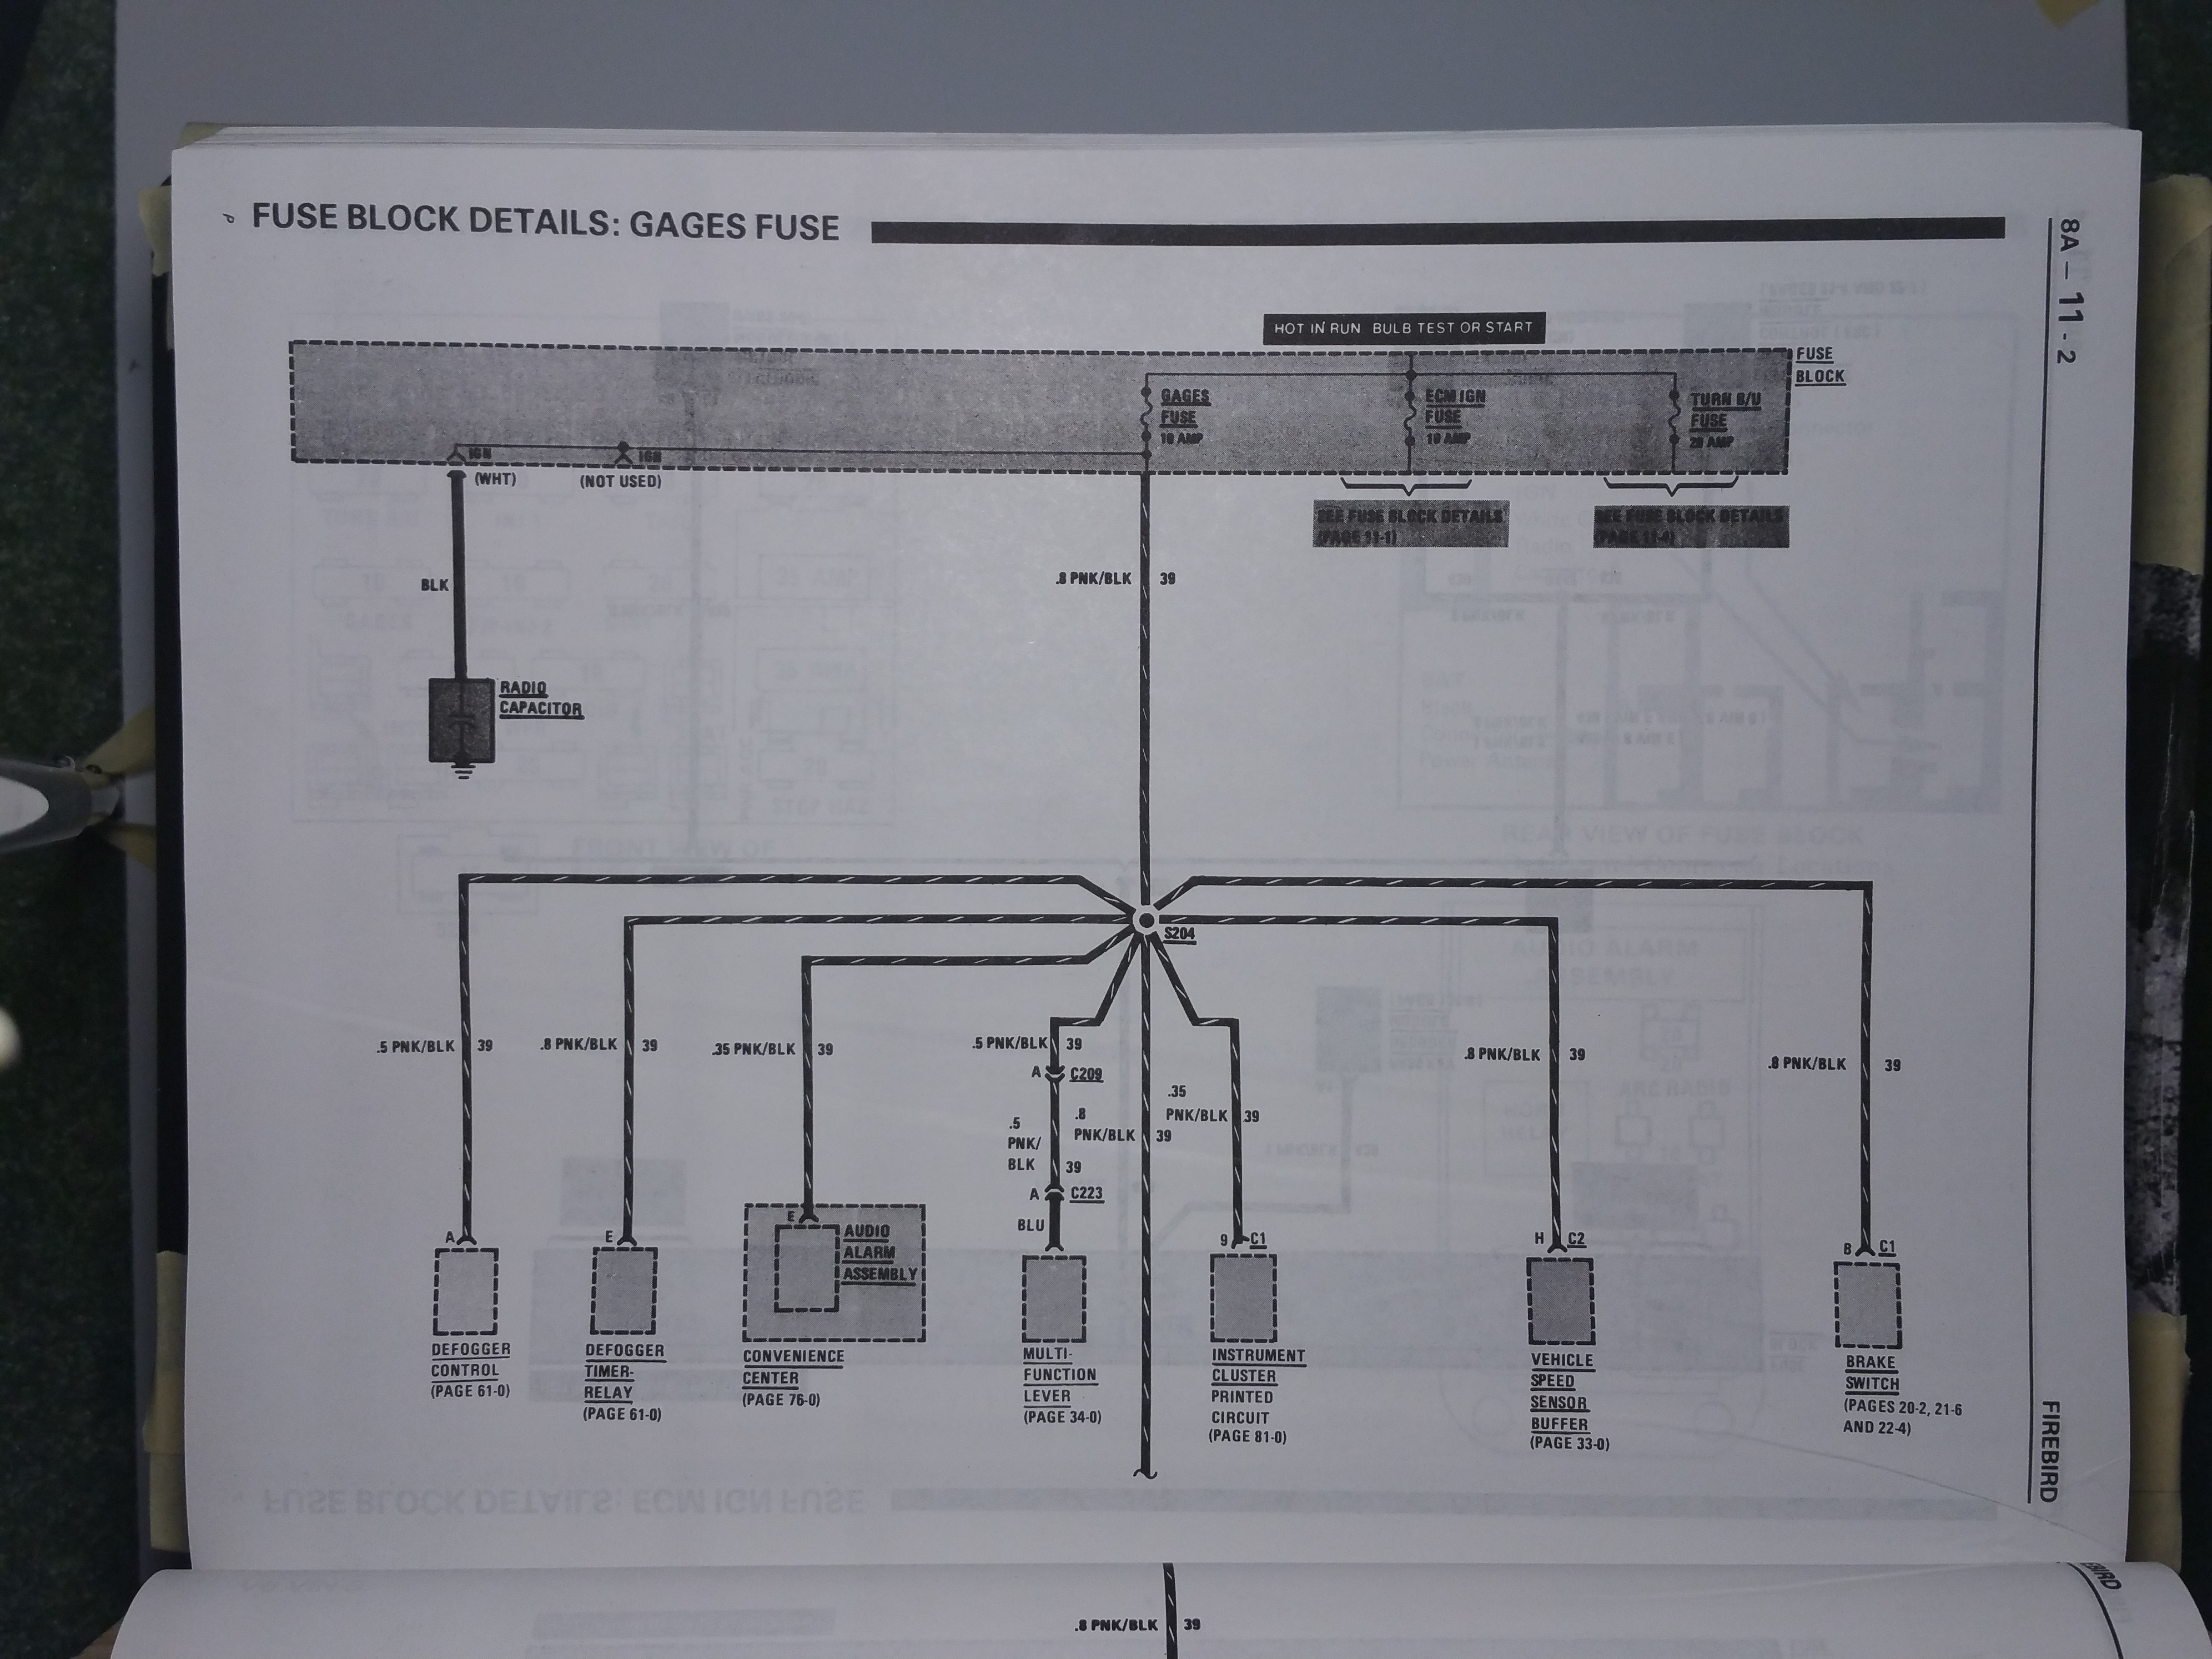 FUSE BLOCK DETAILS: GAGES FUSE
8A — 11 - 2
HOT IN RUN BULB TEST OR START
FUSE
BLOCK
GAGES
FUSE
10 AMP
ECM IGN
FUSE
10 AMP
TURN B/U
FUSE
20 AMP
IGN
(WHT)
IGN
(NOT USED)
SEE FUSE BLOCK DETAILS
(PAGE 11-1)
SEE FUSE BLOCK DETAILS
(PAGE 11-4)
BLK
.8 PNK/BLK 39
RADIO
CAPACITOR
S204
.5 PNK/BLK 39
.8 PNK/BLK 39
.35 PNK/BLK 39
.5 PNK/BLK 39
A C209
.5
PNK/
BLK 39
A C223
BLU
.8
PNK/BLK 39
.35
PNK/BLK 39
.8 PNK/BLK 39
.8 PNK/BLK 39
A
DEFOGGER
CONTROL
(PAGE 61-0)
E
DEFOGGER
TIMER-
RELAY
(PAGE 61-0)
E
AUDIO
ALARM
ASSEMBLY
CONVENIENCE
CENTER
(PAGE 76-0)
MULTI-
FUNCTION
LEVER
(PAGE 34-0)
9 C1
INSTRUMENT
CLUSTER
PRINTED
CIRCUIT
(PAGE 81-0)
H C2
VEHICLE
SPEED
SENSOR
BUFFER
(PAGE 33-0)
B C1
BRAKE
SWITCH
(PAGES 20-2, 21-6
AND 22-4)
FIREBIRD
.8 PNK/BLK 39